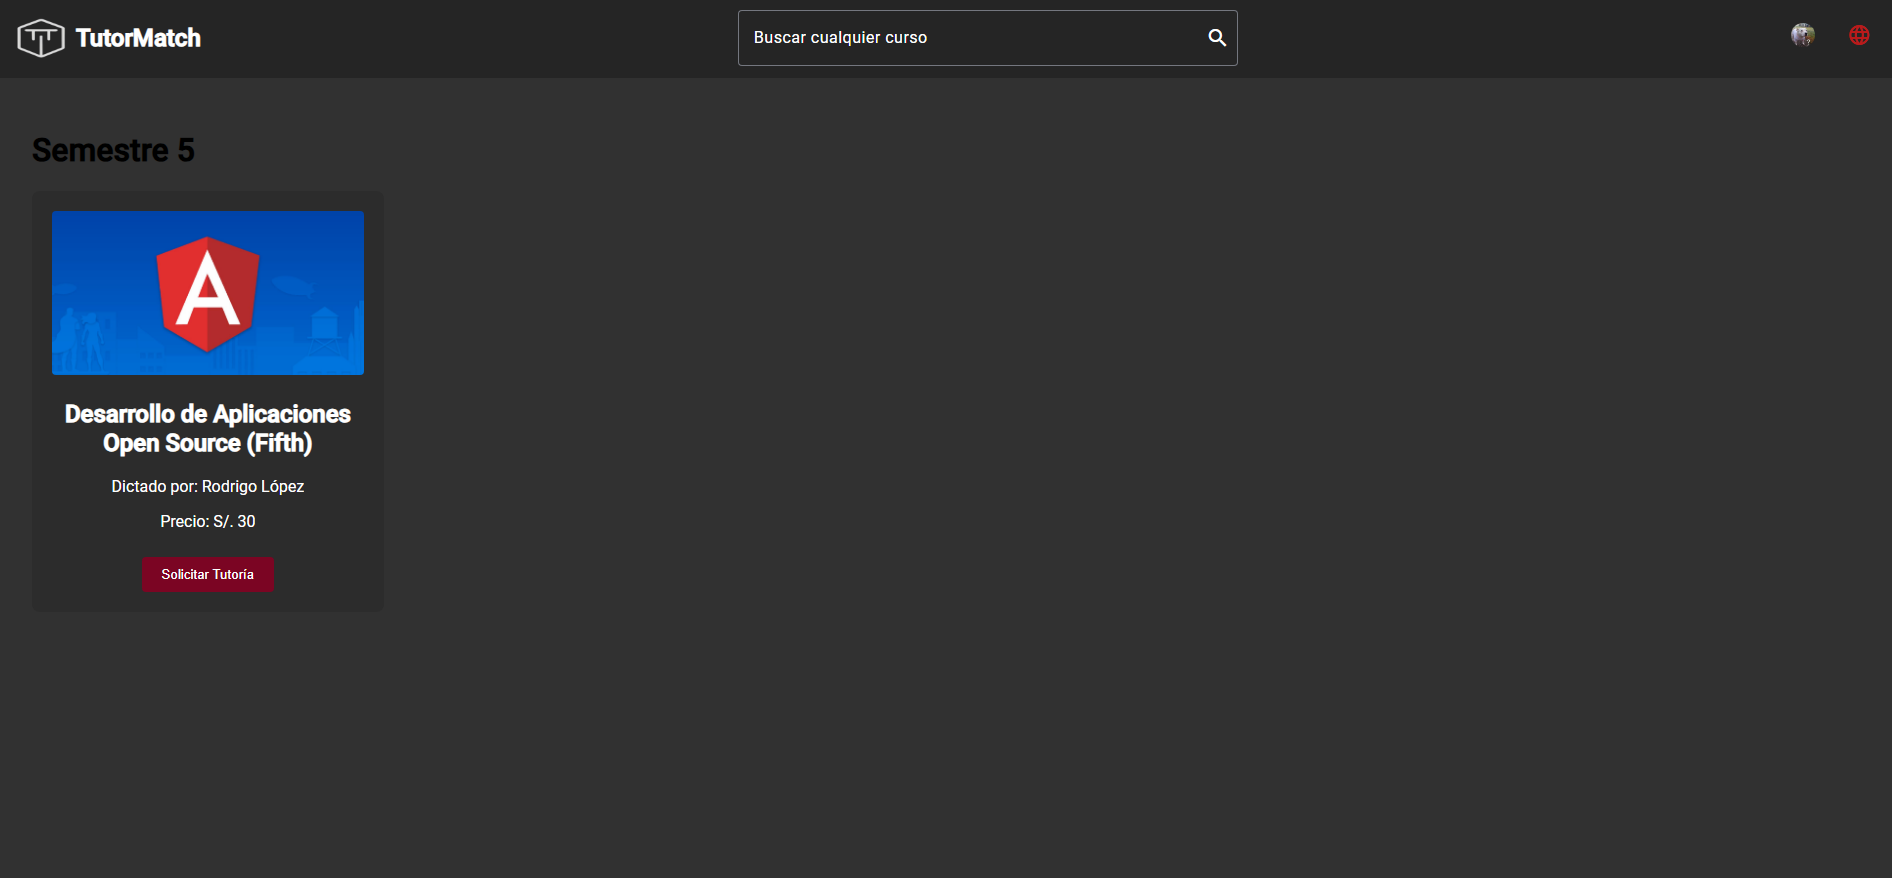 TutorMatch
Buscar cualquier curso
Semestre 5
Desarrollo de Aplicaciones
Open Source (Fifth)
Dictado por: Rodrigo López
Precio: S/. 30
Solicitar Tutoría